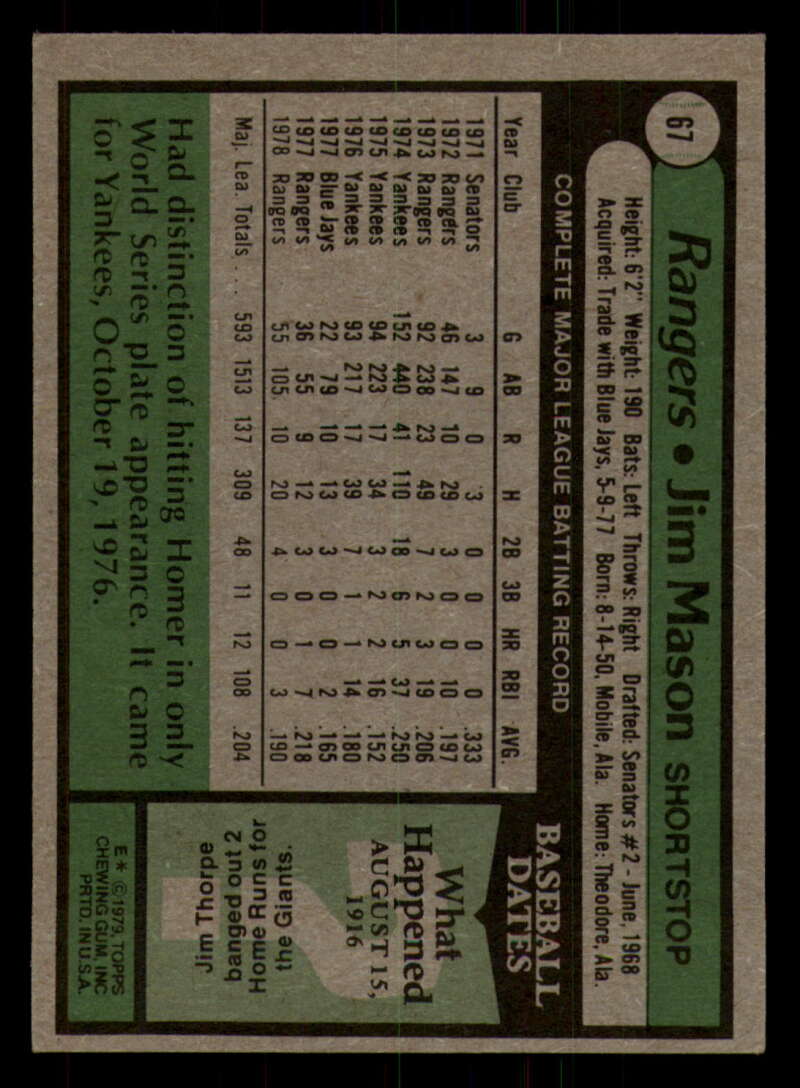 67
Rangers • Jim Mason SHORTSTOP
Height: 6'2" Weight: 190 Bats: Left Throws: Right Drafted: Senators #2 - June, 1968
Acquired: Trade with Blue Jays, 5-9-77 Born: 8-14-50, Mobile, Ala. Home: Theodore, Ala.
COMPLETE MAJOR LEAGUE BATTING RECORD
Year Club G AB R H 2B 3B HR RBI AVG.
1971 Senators 3 9 0 3 0 0 0 0 .333
1972 Rangers 46 147 10 29 3 0 0 10 .197
1973 Rangers 92 238 23 49 7 2 3 19 .206
1974 Yankees 152 440 41 110 18 6 5 37 .250
1975 Yankees 94 223 17 34 3 2 2 16 .152
1976 Yankees 93 217 17 39 7 1 1 14 .180
1977 Blue Jays 22 79 10 13 3 0 0 2 .165
1977 Rangers 36 55 9 12 3 0 1 7 .218
1978 Rangers 55 105 10 20 4 0 0 3 .190
Maj. Lea. Totals . . . 593 1513 137 309 48 11 12 108 .204
Had distinction of hitting Homer in only
World Series plate appearance. It came
for Yankees, October 19, 1976.
BASEBALL
DATES
What
Happened
AUGUST 15,
1916
Jim Thorpe
banged out 2
Home Runs for
the Giants.
E* © 1979, TOPPS
CHEWING GUM, INC
PRTD. IN U.S.A.